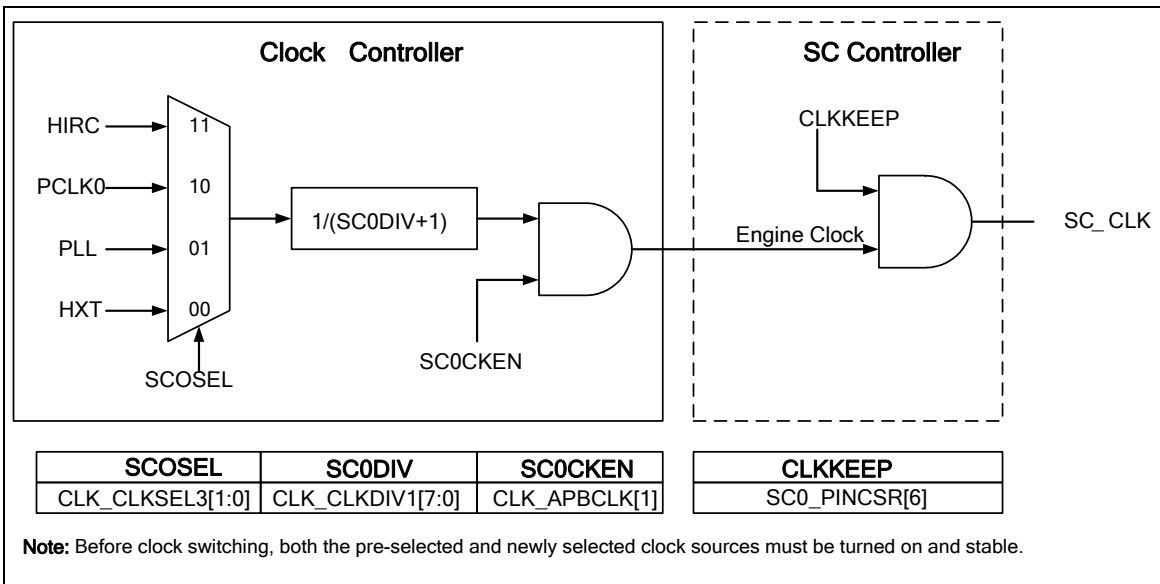 Clock Controller
SC Controller
HIRC
11
CLKKEEP
PCLK0
10
1/(SC0DIV+1)
SC_ CLK
PLL
01
Engine Clock
HXT
00
SC0CKEN
SCOSEL
SCOSEL SC0DIV SC0CKEN CLKKEEP
CLK_CLKSEL3[1:0] CLK_CLKDIV1[7:0] CLK_APBCLK[1] SC0_PINCSR[6]
Note: Before clock switching, both the pre-selected and newly selected clock sources must be turned on and stable.